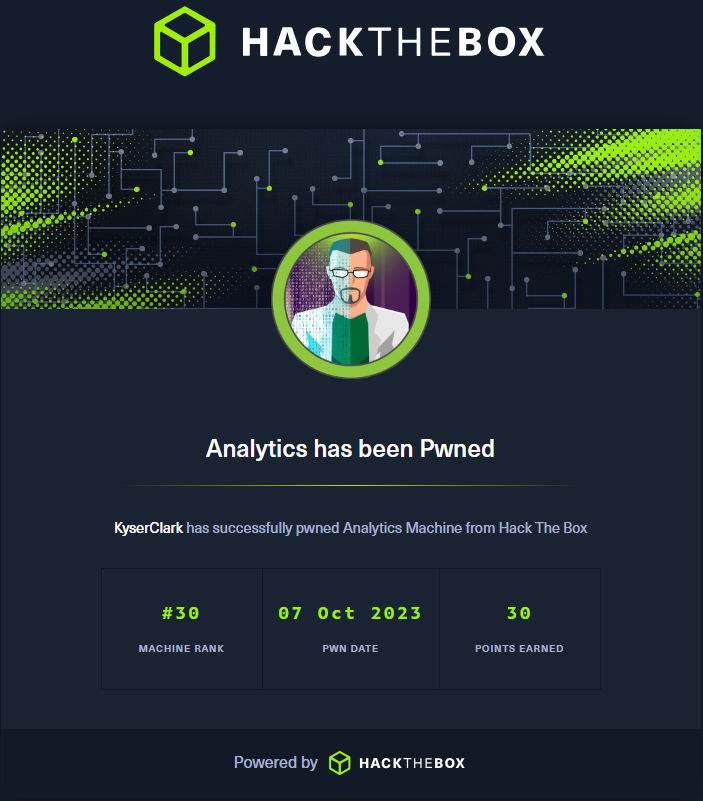 HACKTHEBOX
Analytics has been Pwned
KyserClark has successfully pwned Analytics Machine from Hack The Box
#30 07 Oct 2023 30
MACHINE RANK PWN DATE POINTS EARNED
Powered by HACKTHEBOX